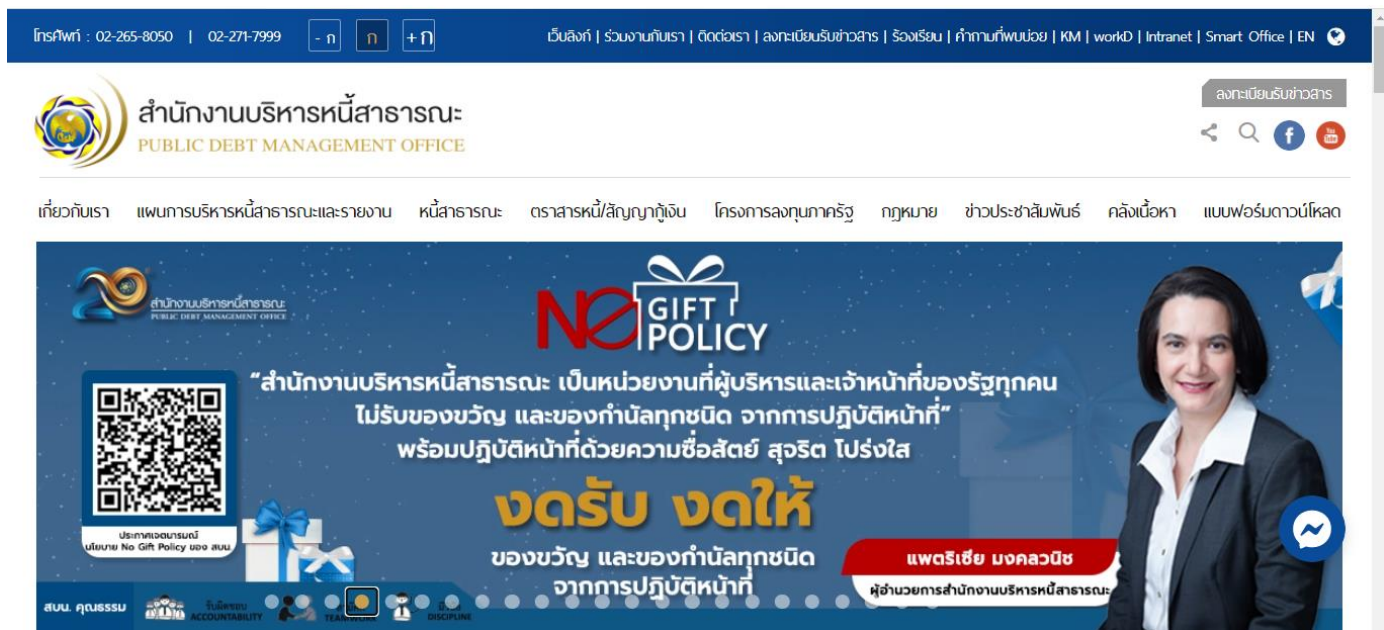 โทรศัพท์ : 02-265-8050 | 02-271-7999 - ก ก +ก เว็บลิงก์ | ร่วมงานกับเรา | ติดต่อเรา | ลงทะเบียนรับข่าวสาร | ร้องเรียน | คำถามที่พบบ่อย | KM | workD | Intranet | Smart Office | EN
ลงทะเบียนรับข่าวสาร
สำนักงานบริหารหนี้สาธารณะ
PUBLIC DEBT MANAGEMENT OFFICE
เกี่ยวกับเรา แผนการบริหารหนี้สาธารณะและรายงาน หนี้สาธารณะ ตราสารหนี้/สัญญากู้เงิน โครงการลงทุนภาครัฐ กฎหมาย ข่าวประชาสัมพันธ์ คลังเนื้อหา แบบฟอร์มดาวน์โหลด
20 สำนักงานบริหารหนี้สาธารณะ
PUBLIC DEBT MANAGEMENT OFFICE
NO GIFT
POLICY
“สำนักงานบริหารหนี้สาธารณะ เป็นหน่วยงานที่ผู้บริหารและเจ้าหน้าที่ของรัฐทุกคน
ไม่รับของขวัญ และของกำนัลทุกชนิด จากการปฏิบัติหน้าที่”
พร้อมปฏิบัติหน้าที่ด้วยความซื่อสัตย์ สุจริต โปร่งใส
งดรับ งดให้
ของขวัญ และของกำนัลทุกชนิด
จากการปฏิบัติหน้าที่
ประกาศเจตนารมณ์
นโยบาย No Gift Policy ของ สบน.
แพตริเซีย มงคลวนิช
ผู้อำนวยการสำนักงานบริหารหนี้สาธารณะ
สบน. คุณธรรม รับผิดชอบ
ACCOUNTABILITY TEAMWORK DISCIPLINE